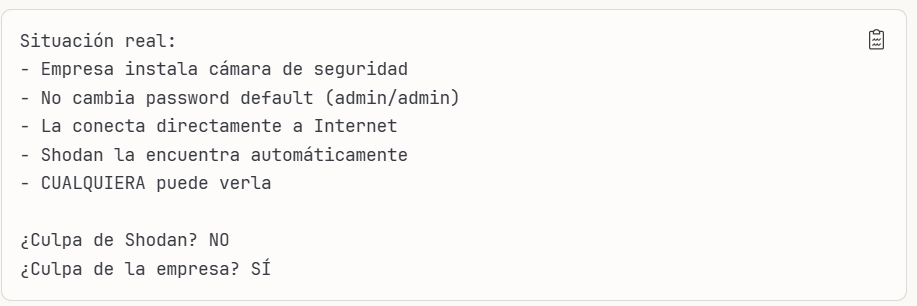 Situación real:
- Empresa instala cámara de seguridad
- No cambia password default (admin/admin)
- La conecta directamente a Internet
- Shodan la encuentra automáticamente
- CUALQUIERA puede verla
¿Culpa de Shodan? NO
¿Culpa de la empresa? SÍ